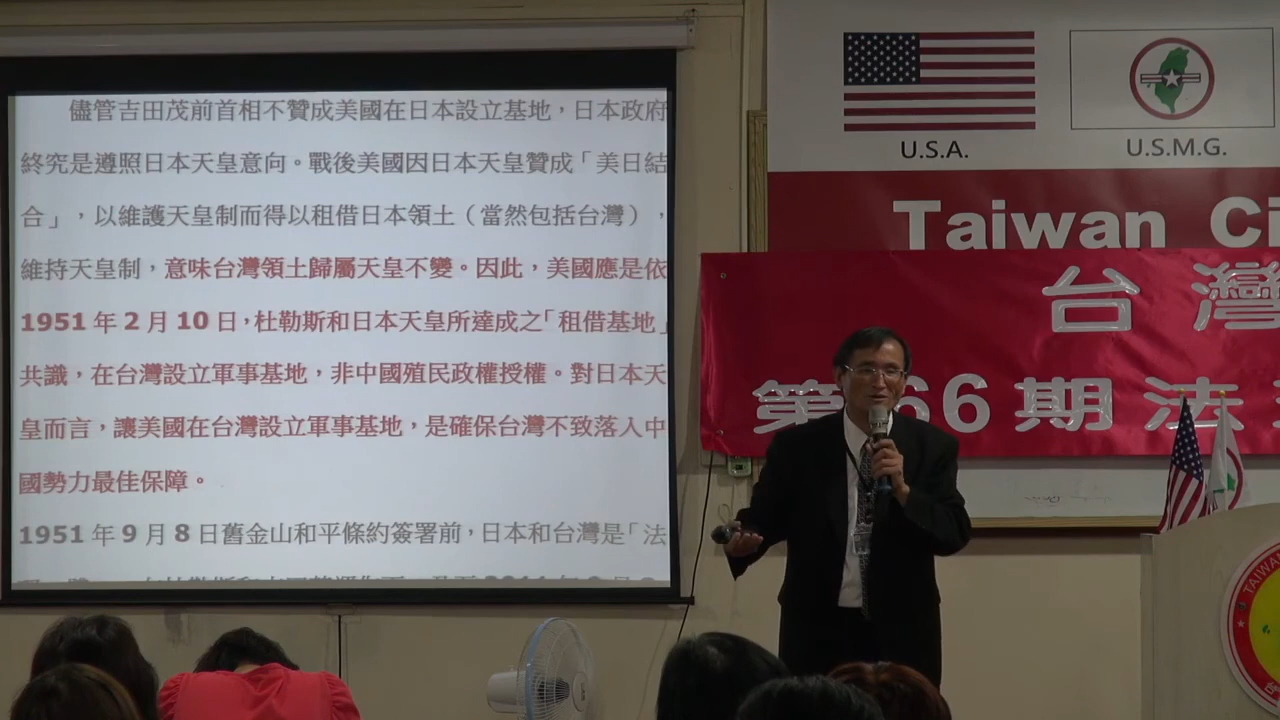 儘管吉田茂前首相不贊成美國在日本設立基地，日本政府
終究是遵照日本天皇意向。戰後美國因日本天皇贊成「美日結
合」，以維護天皇制而得以租借日本領土（當然包括台灣），
維持天皇制，意味台灣領土歸屬天皇不變。因此，美國應是依
1951 年 2 月 10 日，杜勒斯和日本天皇所達成之「租借基地」
共識，在台灣設立軍事基地，非中國殖民政權授權。對日本天
皇而言，讓美國在台灣設立軍事基地，是確保台灣不致落入中
國勢力最佳保障。
1951 年 9 月 8 日舊金山和平條約簽署前，日本和台灣是「法
U.S.A.
U.S.M.G.
Taiwan Ci
台灣
第 66 期法
TAIWAN